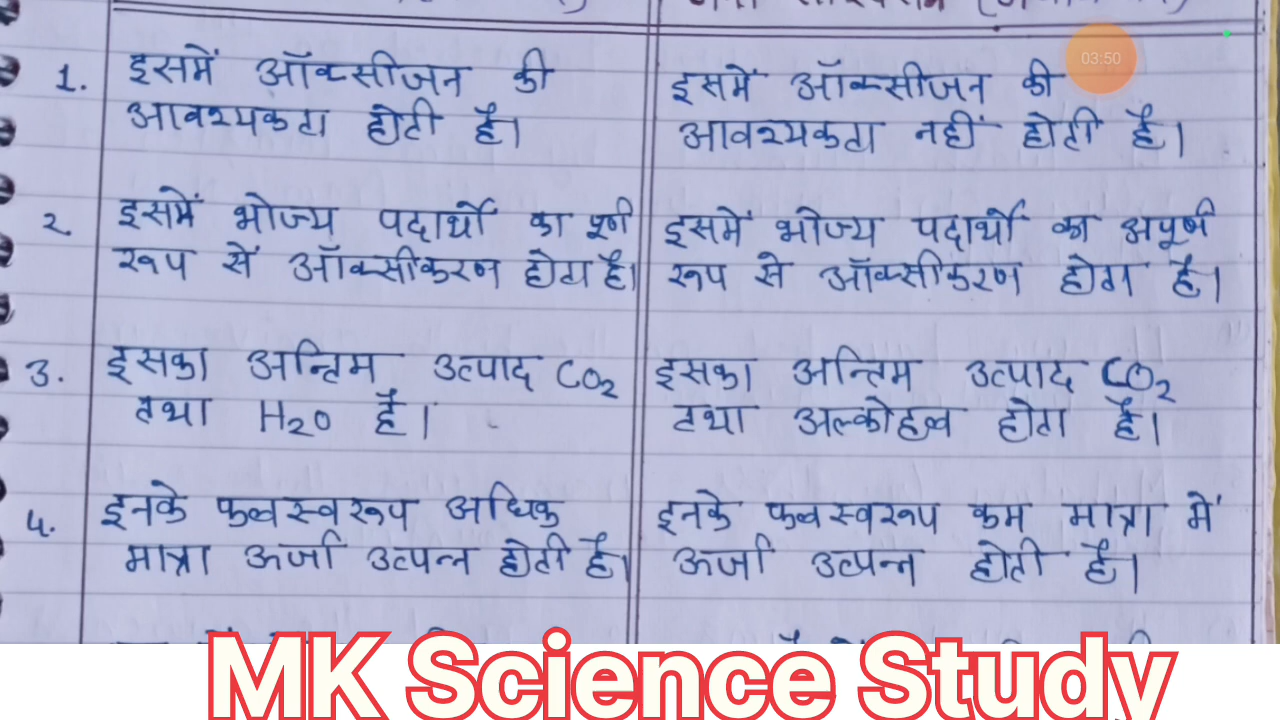 03:50
1. इसमें ऑक्सीजन की
आवश्यकता होती है।
इसमें ऑक्सीजन की
आवश्यकता नहीं होती है।
2. इसमें भोज्य पदार्थों का पूर्ण
रूप से ऑक्सीकरण होता है।
इसमें भोज्य पदार्थों का अपूर्ण
रूप से ऑक्सीकरण होता है।
3. इसका अन्तिम उत्पाद CO2
तथा H2O है।
इसका अन्तिम उत्पाद CO2
तथा अल्कोहल होता है।
4. इनके फलस्वरूप अधिक
मात्रा ऊर्जा उत्पन्न होती है।
इनके फलस्वरूप कम मात्रा में
ऊर्जा उत्पन्न होती है।
MK Science Study